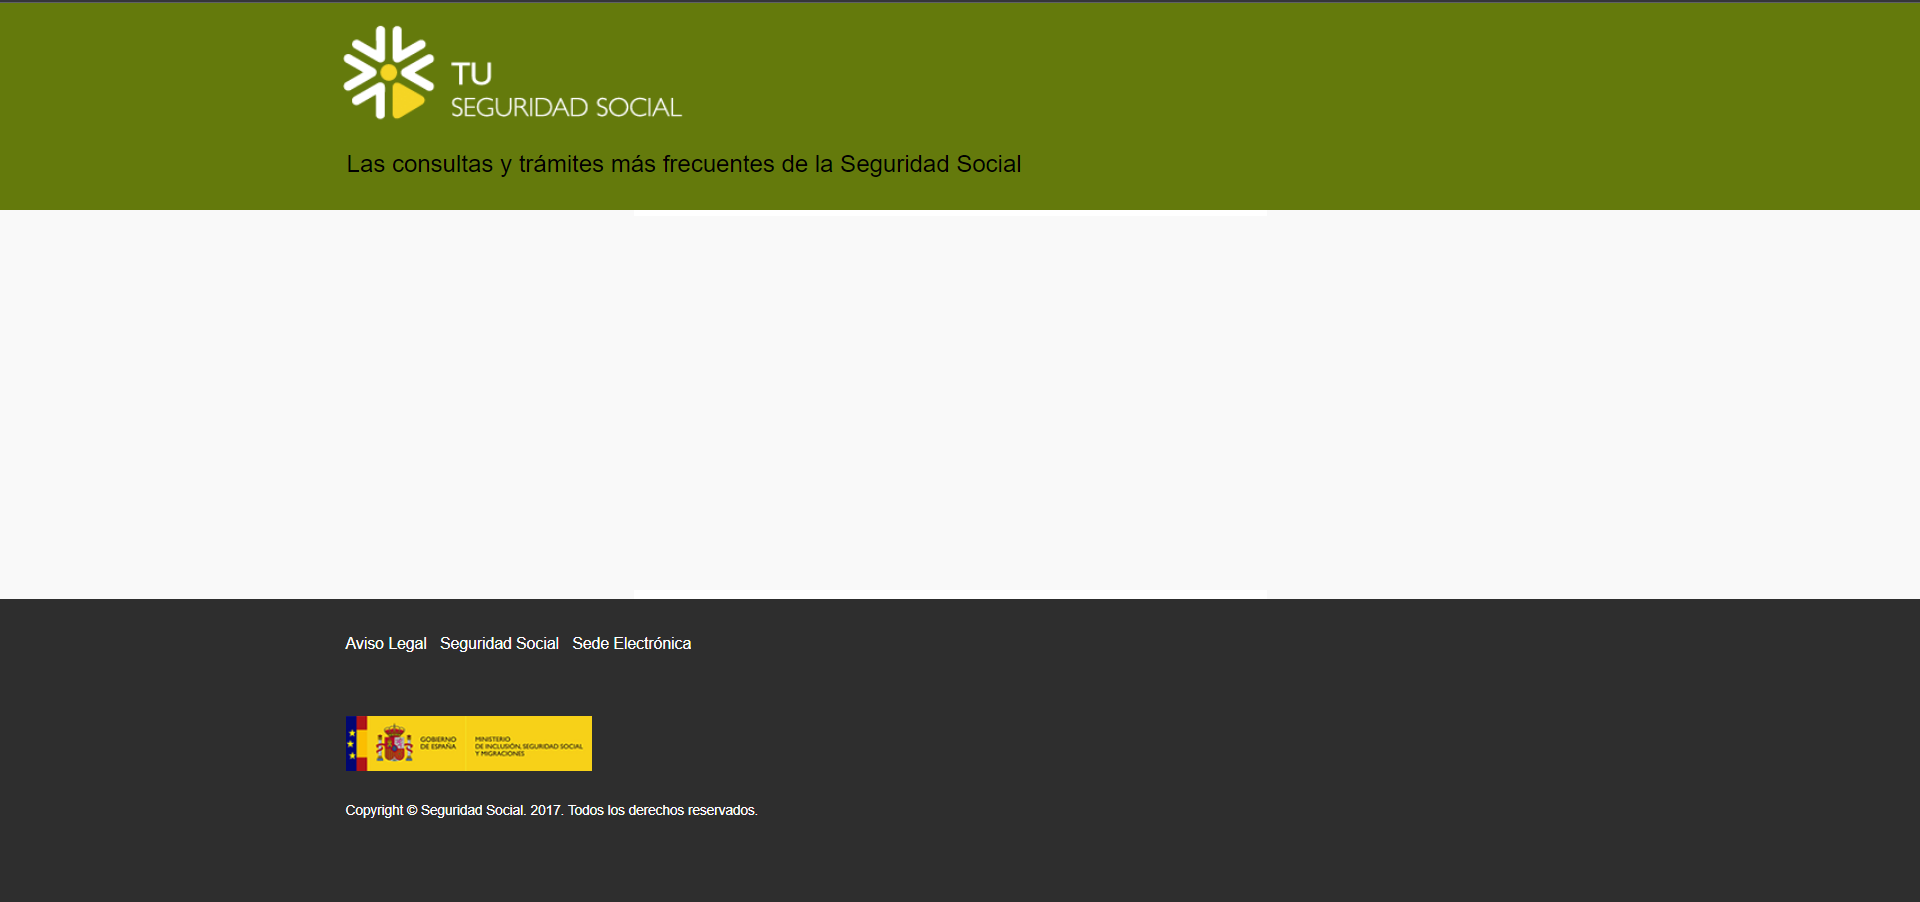 TU
SEGURIDAD SOCIAL
Las consultas y trámites más frecuentes de la Seguridad Social
Aviso Legal Seguridad Social Sede Electrónica
GOBIERNO
DE ESPAÑA
MINISTERIO
DE INCLUSIÓN, SEGURIDAD SOCIAL
Y MIGRACIONES
Copyright © Seguridad Social. 2017. Todos los derechos reservados.